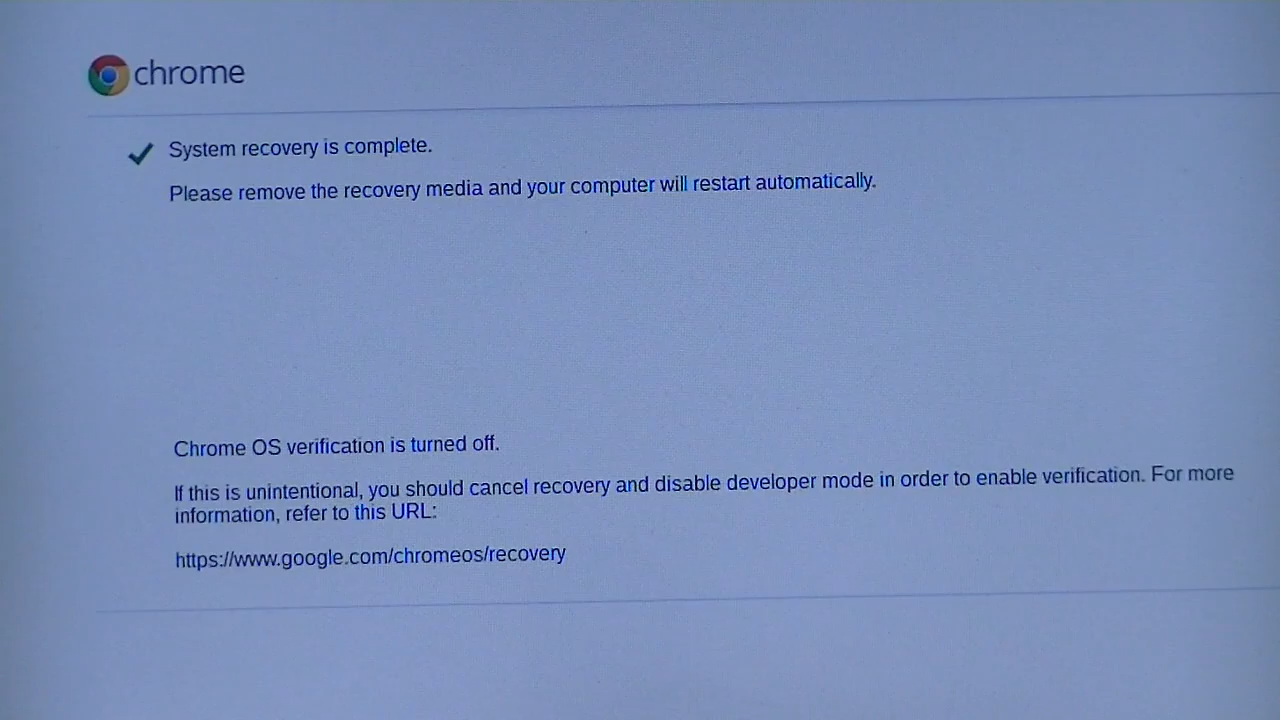 chrome
System recovery is complete.
Please remove the recovery media and your computer will restart automatically.
Chrome OS verification is turned off.
If this is unintentional, you should cancel recovery and disable developer mode in order to enable verification. For more
information, refer to this URL:
https://www.google.com/chromeos/recovery